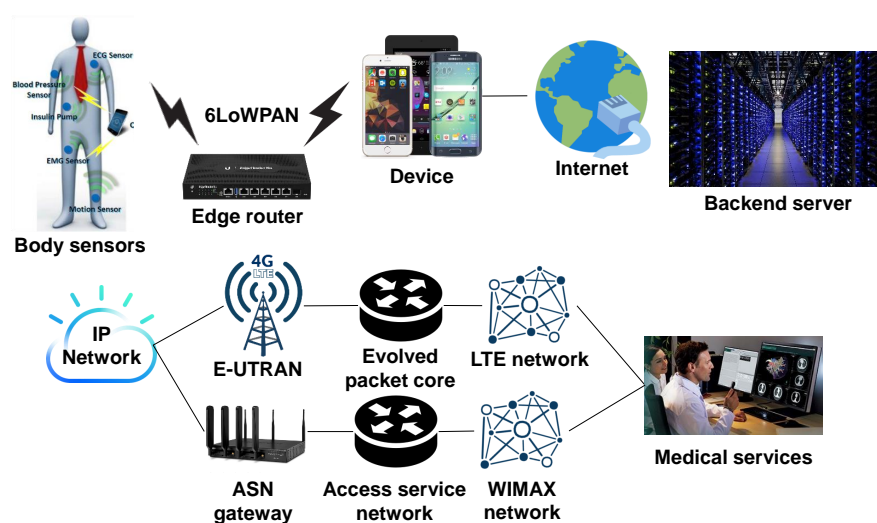 ECG Sensor
Blood Pressure
Sensor
Insulin Pump
EMG Sensor
Motion Sensor
Body sensors
6LoWPAN
Edge router
Device
Internet
Backend server
IP
Network
4G
LTE
E-UTRAN
Evolved
packet core
LTE network
ASN
gateway
Access service
network
WIMAX
network
Medical services